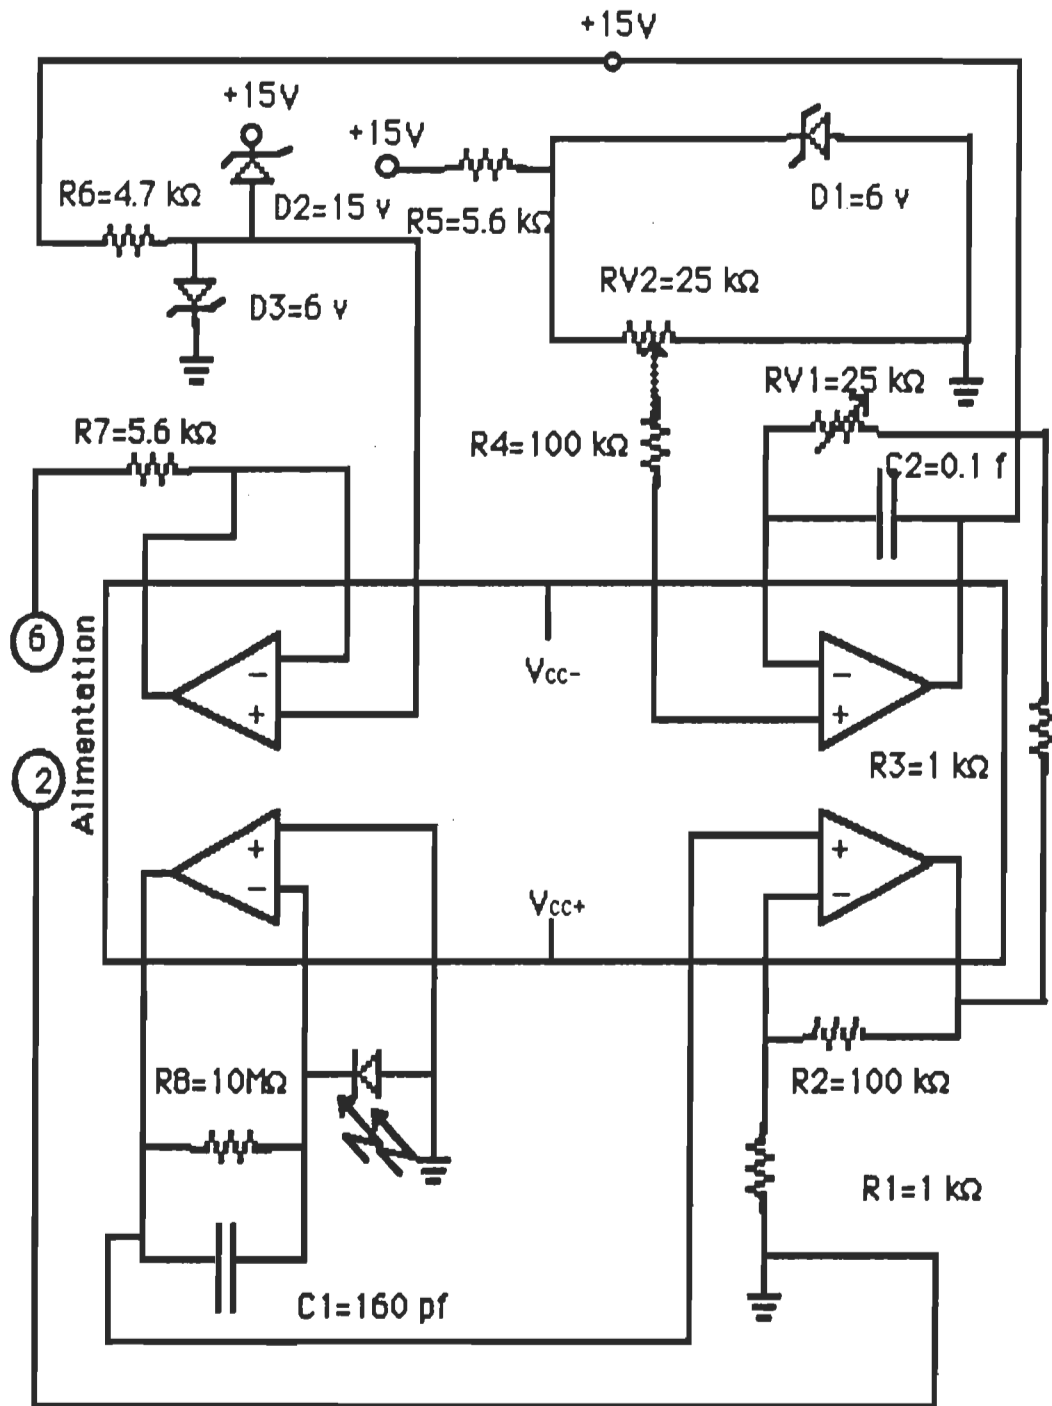 +15V
+15V
+15V
R6=4.7 kΩ
D2=15 v
R5=5.6 kΩ
D1=6 v
D3=6 v
RV2=25 kΩ
RV1=25 kΩ
R7=5.6 kΩ
R4=100 kΩ
C2=0.1 f
6
Alimentation
Vcc-
−
+
−
+
2
R3=1 kΩ
+
−
+
−
Vcc+
R8=10MΩ
R2=100 kΩ
R1=1 kΩ
C1=160 pf